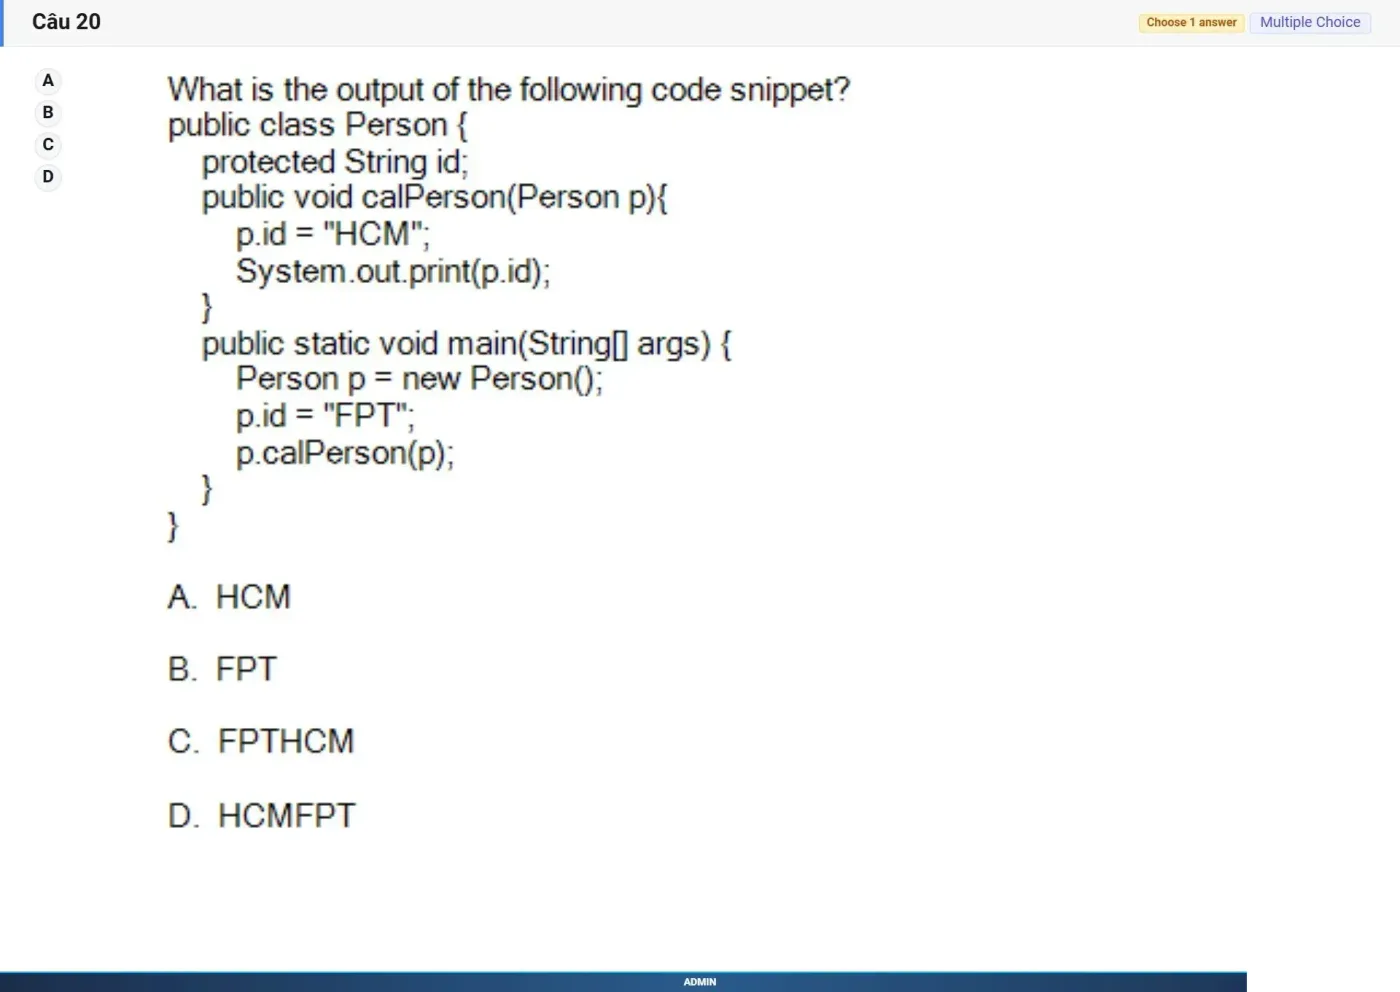 Câu 20
Choose 1 answer
Multiple Choice
A
B
C
D
What is the output of the following code snippet?
public class Person {
protected String id;
public void calPerson(Person p){
p.id = "HCM";
System.out.print(p.id);
}
public static void main(String[] args) {
Person p = new Person();
p.id = "FPT";
p.calPerson(p);
}
}
A. HCM
B. FPT
C. FPTHCM
D. HCMFPT
ADMIN